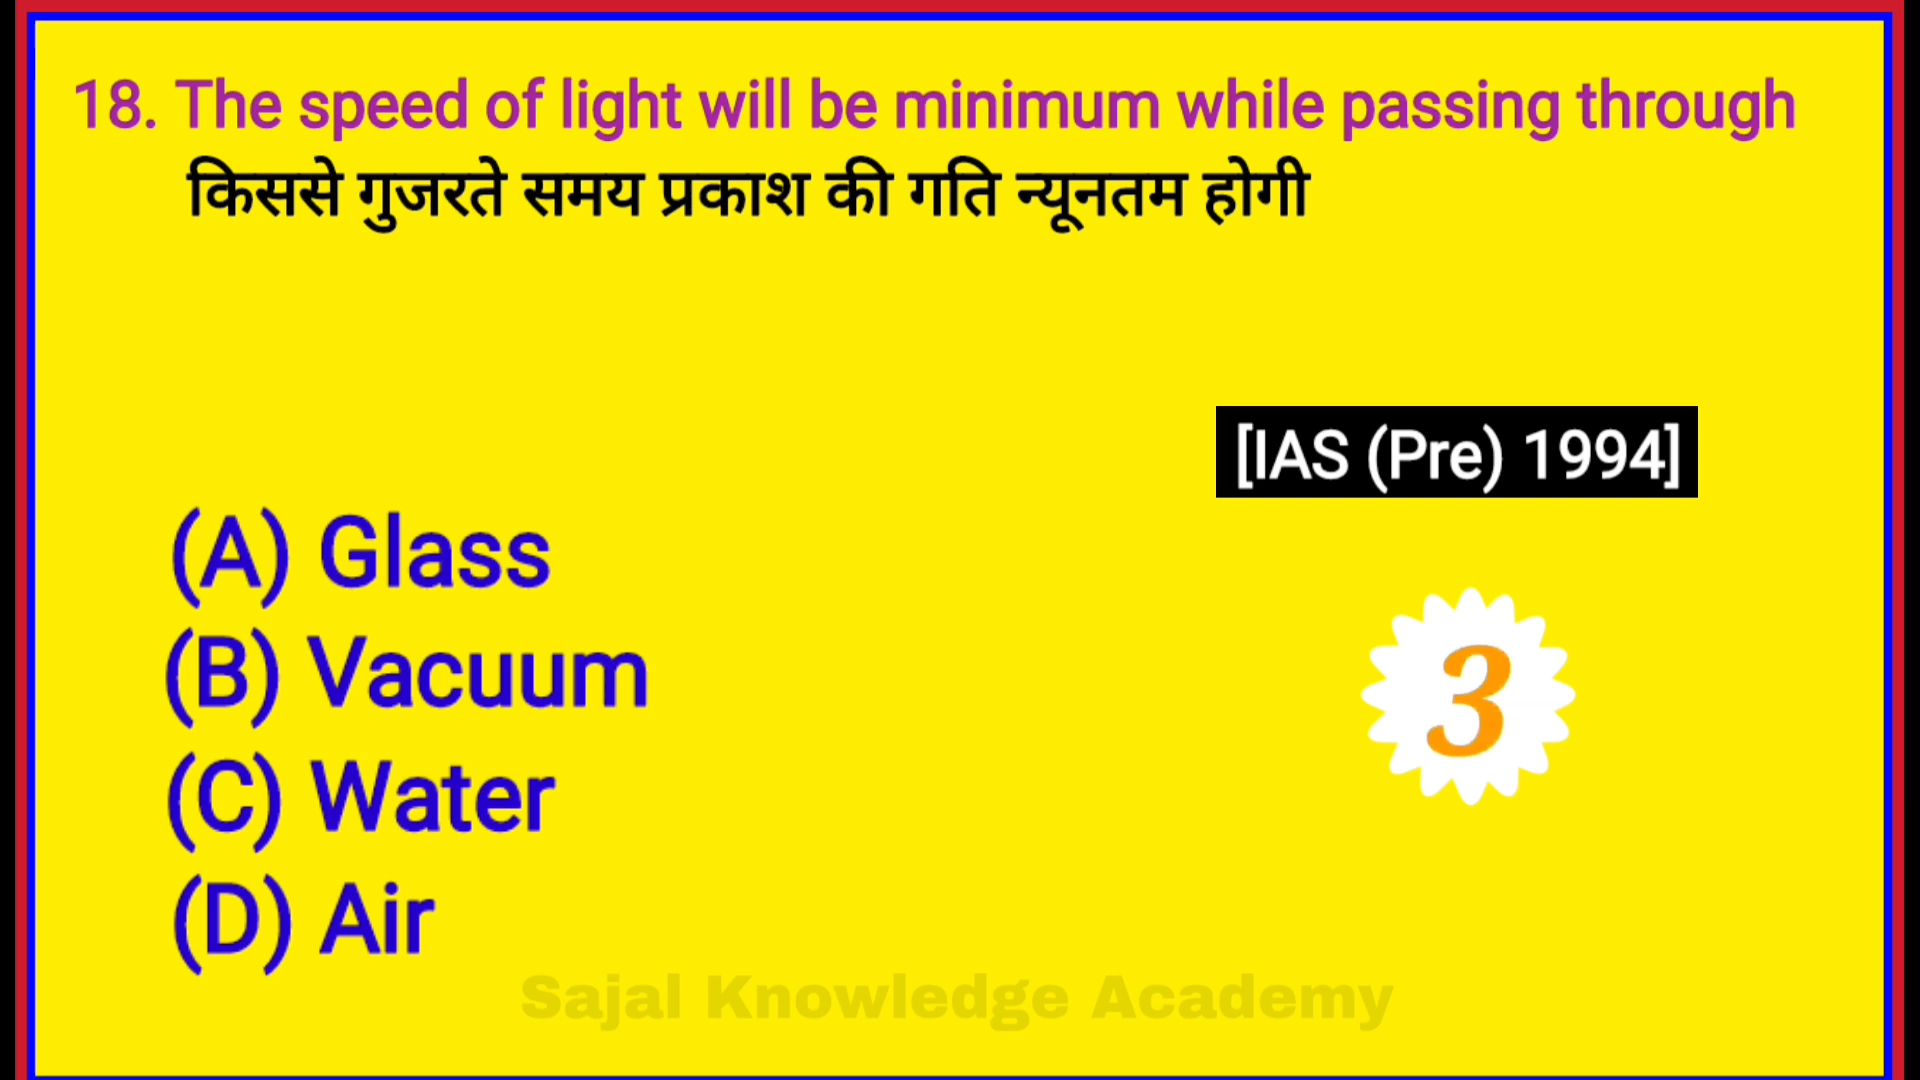 18. The speed of light will be minimum while passing through
किससे गुजरते समय प्रकाश की गति न्यूनतम होगी
[IAS (Pre) 1994]
(A) Glass
(B) Vacuum
3
(C) Water
(D) Air
Sajal Knowledge Academy